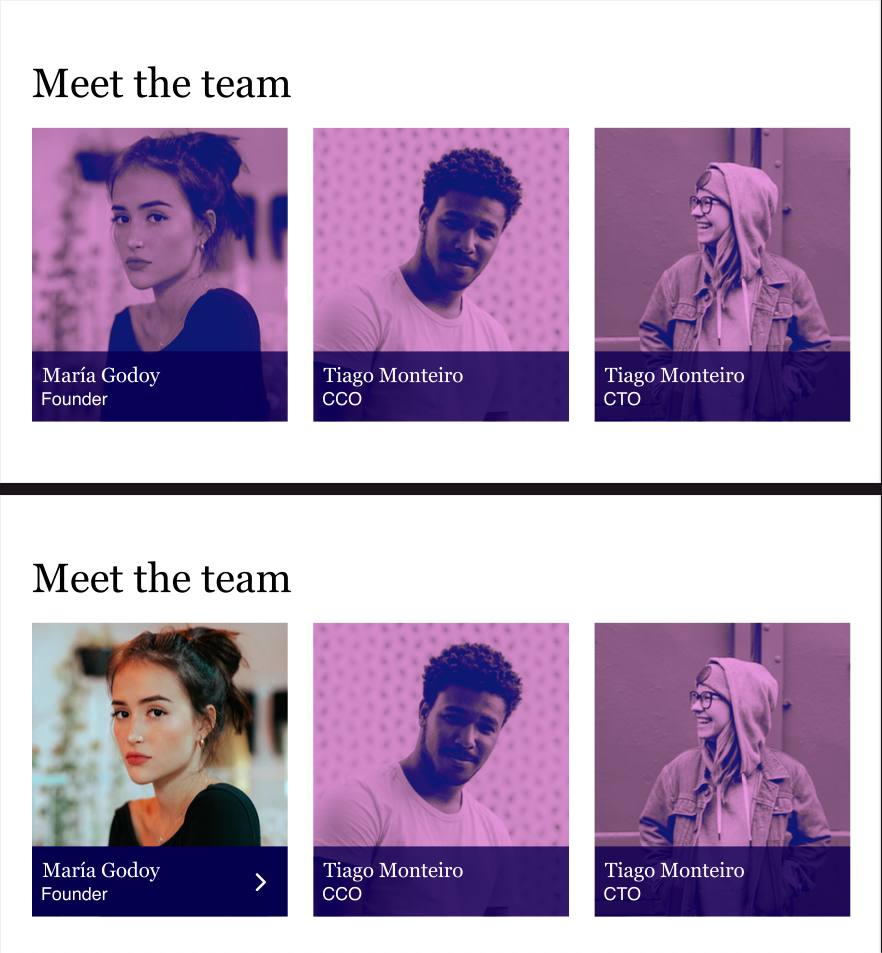 Meet the team
María Godoy
Founder
Tiago Monteiro
CCO
Tiago Monteiro
CTO
Meet the team
María Godoy
Founder
Tiago Monteiro
CCO
Tiago Monteiro
CTO